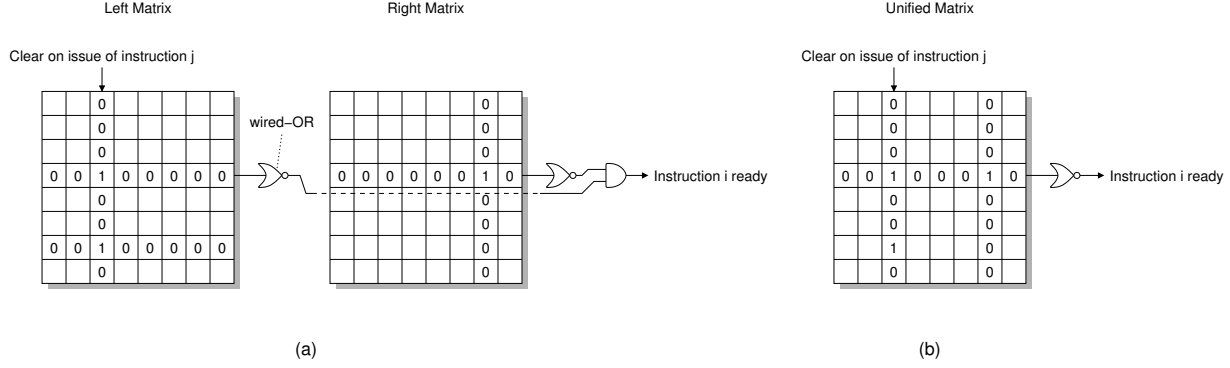 Left Matrix
Right Matrix
Unified Matrix
Clear on issue of instruction j
Clear on issue of instruction j
0 0 0 0
0 0 0 0
wired−OR
0 0 0 0
0 0 1 0 0 0 0 0
0 0 0 0 0 0 1 0
Instruction i ready
0 0 1 0 0 0 1 0
Instruction i ready
0 0 0 0
0 0 0 0
0 0 1 0 0 0 0 0
0
1 0
0 0 0 0
(a)
(b)